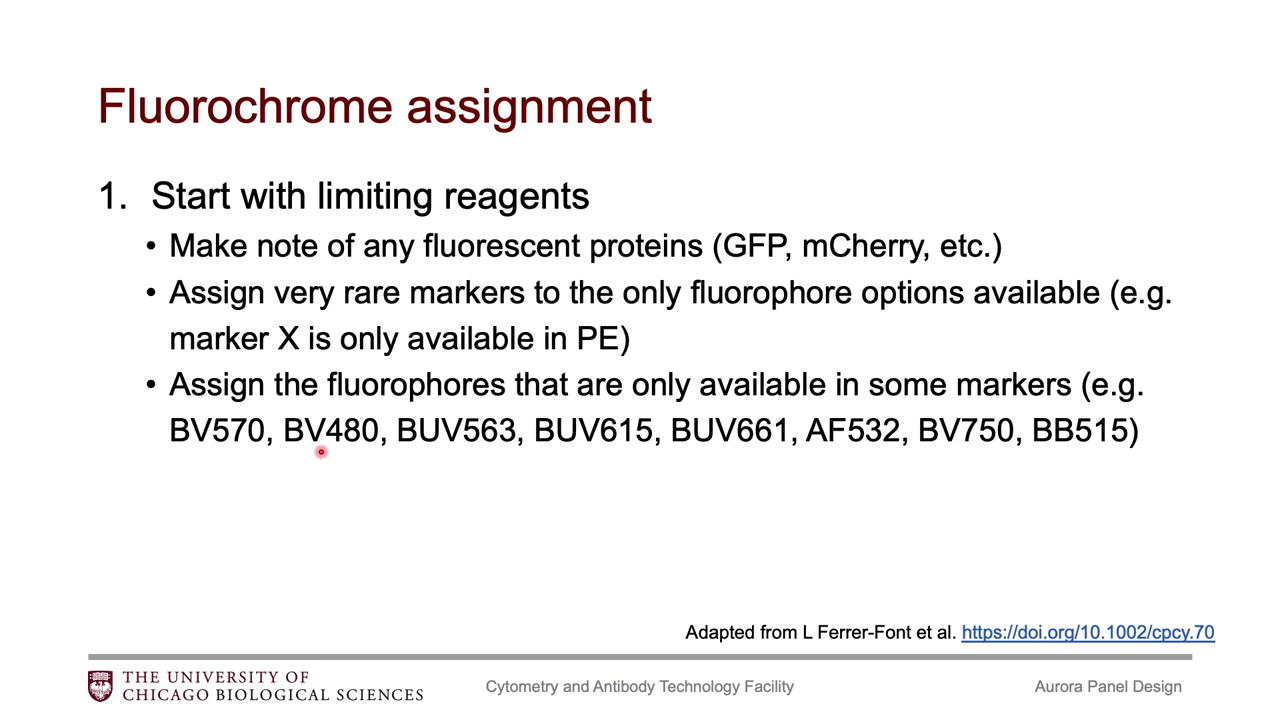 Fluorochrome assignment
1. Start with limiting reagents
• Make note of any fluorescent proteins (GFP, mCherry, etc.)
• Assign very rare markers to the only fluorophore options available (e.g.
marker X is only available in PE)
• Assign the fluorophores that are only available in some markers (e.g.
BV570, BV480, BUV563, BUV615, BUV661, AF532, BV750, BB515)
Adapted from L Ferrer-Font et al. https://doi.org/10.1002/cpcy.70
THE UNIVERSITY OF
CHICAGO BIOLOGICAL SCIENCES
Cytometry and Antibody Technology Facility
Aurora Panel Design